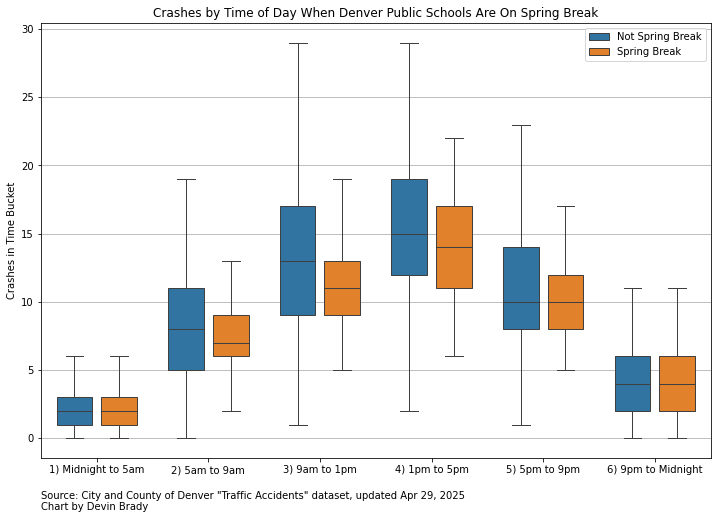 Crashes by Time of Day When Denver Public Schools Are On Spring Break
Not Spring Break
Spring Break
30
25
20
15
10
5
0
Crashes in Time Bucket
1) Midnight to 5am
2) 5am to 9am
3) 9am to 1pm
4) 1pm to 5pm
5) 5pm to 9pm
6) 9pm to Midnight
Source: City and County of Denver "Traffic Accidents" dataset, updated Apr 29, 2025
Chart by Devin Brady